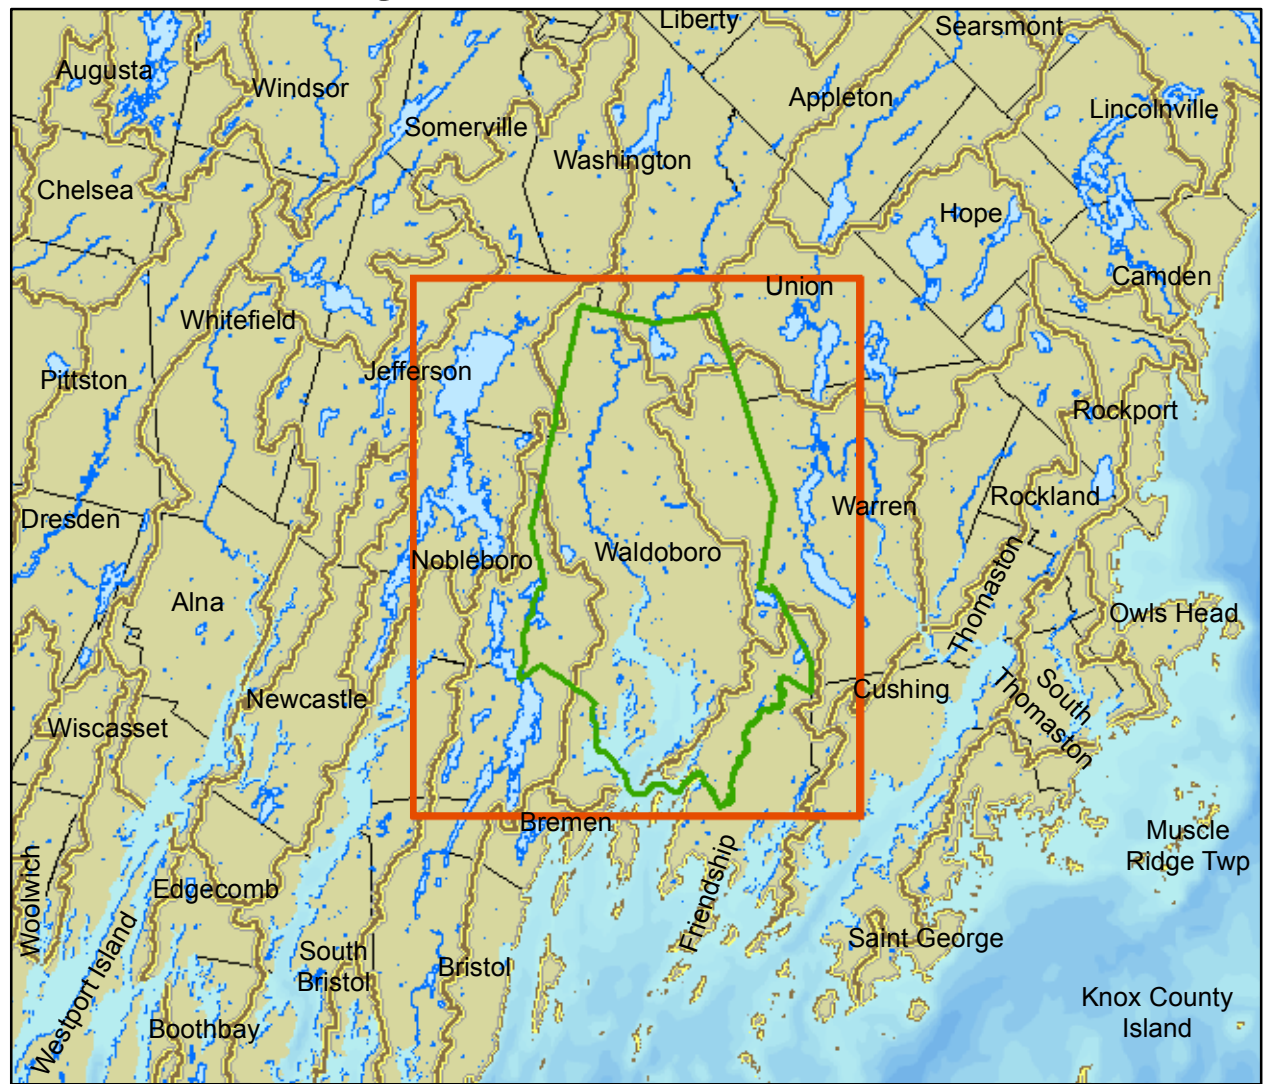 Liberty
Searsmont
Augusta
Windsor
Appleton
Lincolnville
Somerville
Washington
Chelsea
Hope
Camden
Union
Whitefield
Jefferson
Pittston
Rockport
Rockland
Warren
Dresden
Waldoboro
Nobleboro
Thomaston
Alna
Owls Head
Cushing
Newcastle
South
Thomaston
Wiscasset
Bremen
Muscle
Ridge Twp
Woolwich
Edgecomb
Friendship
Westport Island
South
Bristol
Bristol
Saint George
Knox County
Island
Boothbay